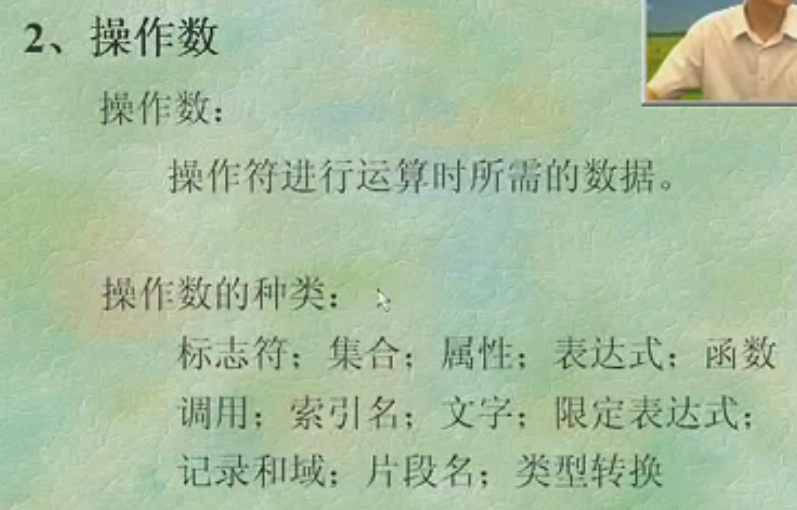 2、操作数
操作数：
操作符进行运算时所需的数据。
操作数的种类：
标志符；集合；属性；表达式；函数
调用；索引名；文字；限定表达式；
记录和域；片段名；类型转换